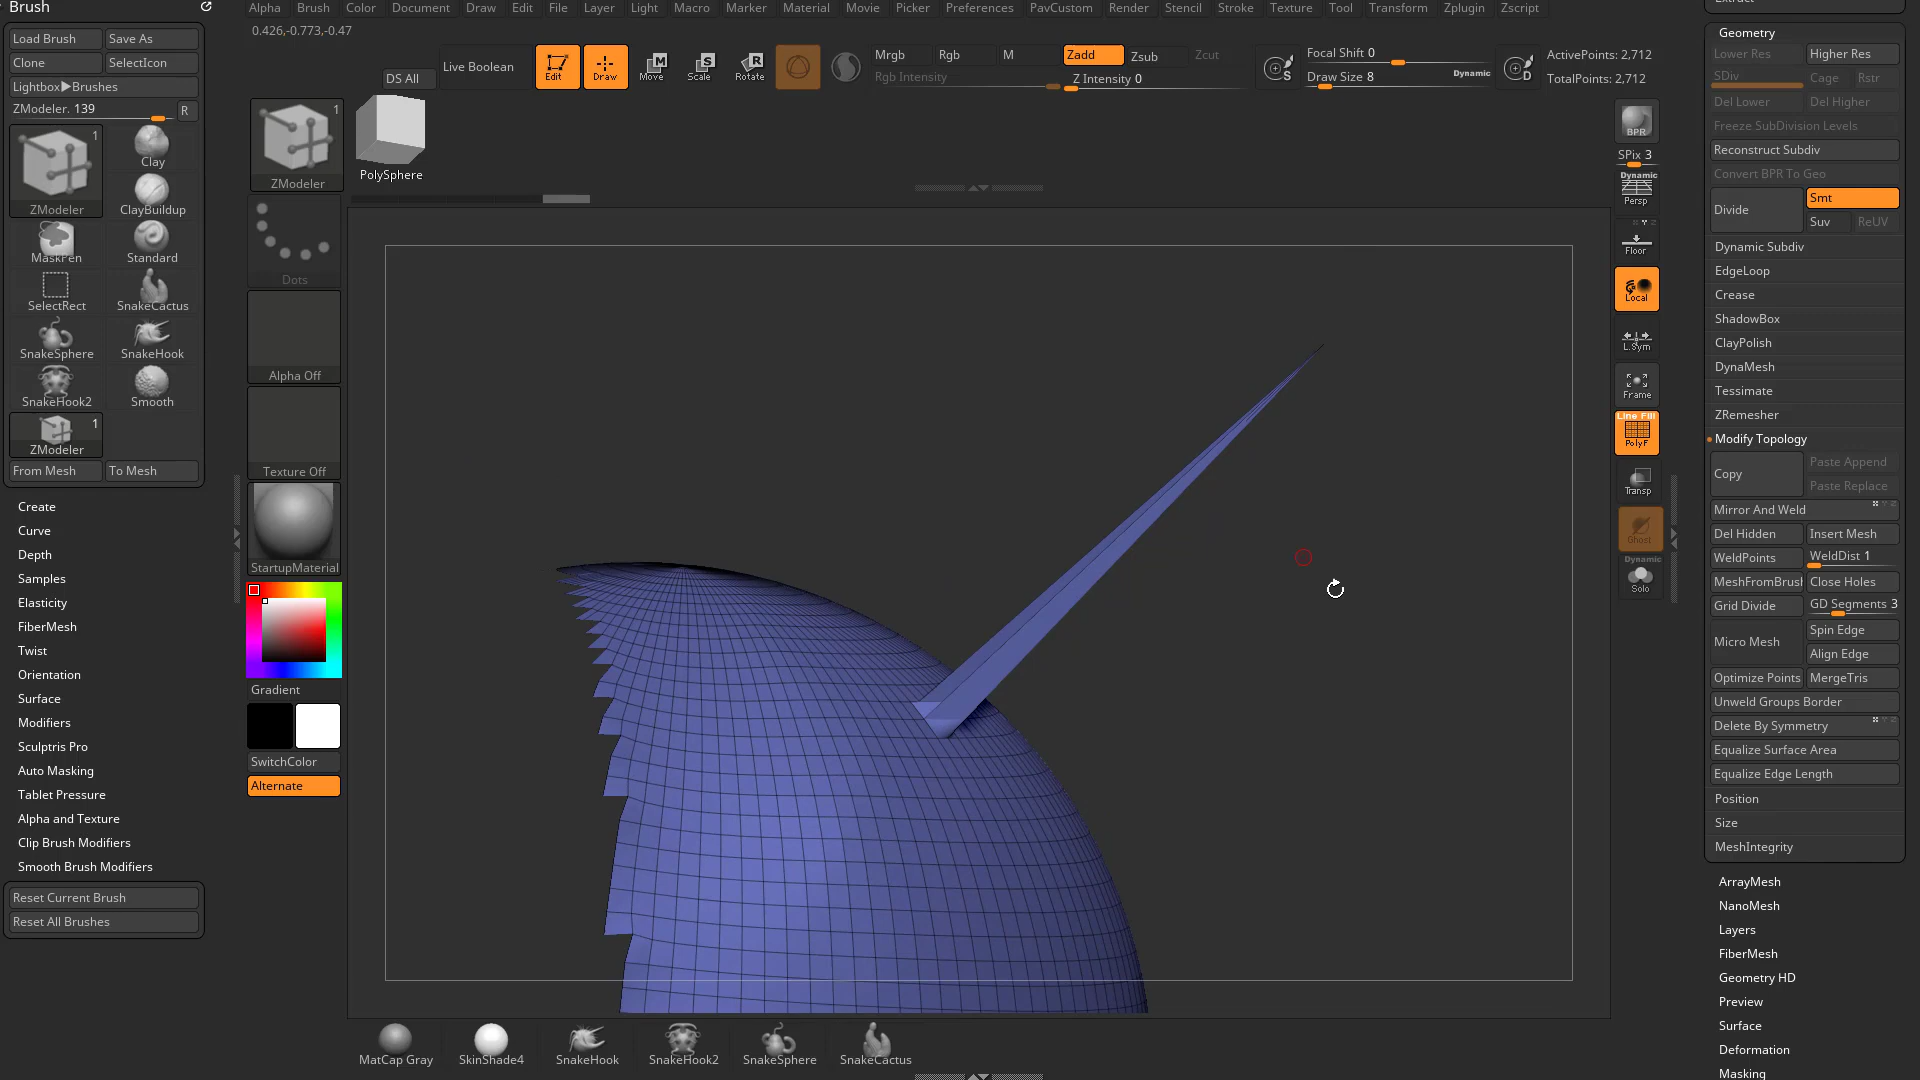 Brush
Alpha Brush Color Document Draw Edit File Layer Light Macro Marker Material Movie Picker Preferences PavCustom Render Stencil Stroke Texture Tool Transform Zplugin Zscript
0.426,-0.773,-0.47
Load Brush Save As
Clone SelectIcon
Lightbox▶Brushes
ZModeler. 139 R
1
ZModeler
Clay
ClayBuildup
MaskPen Standard
SelectRect SnakeCactus
SnakeSphere SnakeHook
SnakeHook2 Smooth
1
ZModeler
From Mesh To Mesh
Create
Curve
Depth
Samples
Elasticity
FiberMesh
Twist
Orientation
Surface
Modifiers
Sculptris Pro
Auto Masking
Tablet Pressure
Alpha and Texture
Clip Brush Modifiers
Smooth Brush Modifiers
Reset Current Brush
Reset All Brushes
DS All Live Boolean Edit Draw Move Scale Rotate
Mrgb Rgb M
Rgb Intensity
Zadd Zsub Zcut
Z Intensity 0
S
Focal Shift 0
Draw Size 8 Dynamic
D
ActivePoints: 2,712
TotalPoints: 2,712
1
ZModeler
PolySphere
Dots
Alpha Off
Texture Off
StartupMaterial
Gradient
SwitchColor
Alternate
BPR
SPix 3
Dynamic
Persp
Floor
Local
L.Sym
Frame
Line Fill
PolyF
Transp
Ghost
Dynamic
Solo
MatCap Gray SkinShade4 SnakeHook SnakeHook2 SnakeSphere SnakeCactus
Extract
Geometry
Lower Res Higher Res
SDiv Cage Rstr
Del Lower Del Higher
Freeze SubDivision Levels
Reconstruct Subdiv
Convert BPR To Geo
Divide Smt
Suv ReUV
Dynamic Subdiv
EdgeLoop
Crease
ShadowBox
ClayPolish
DynaMesh
Tessimate
ZRemesher
Modify Topology
Copy Paste Append
Paste Replace
Mirror And Weld
Del Hidden Insert Mesh
WeldPoints WeldDist 1
MeshFromBrush Close Holes
Grid Divide GD Segments 3
Micro Mesh Spin Edge
Align Edge
Optimize Points MergeTris
Unweld Groups Border
Delete By Symmetry
Equalize Surface Area
Equalize Edge Length
Position
Size
MeshIntegrity
ArrayMesh
NanoMesh
Layers
FiberMesh
Geometry HD
Preview
Surface
Deformation
Masking